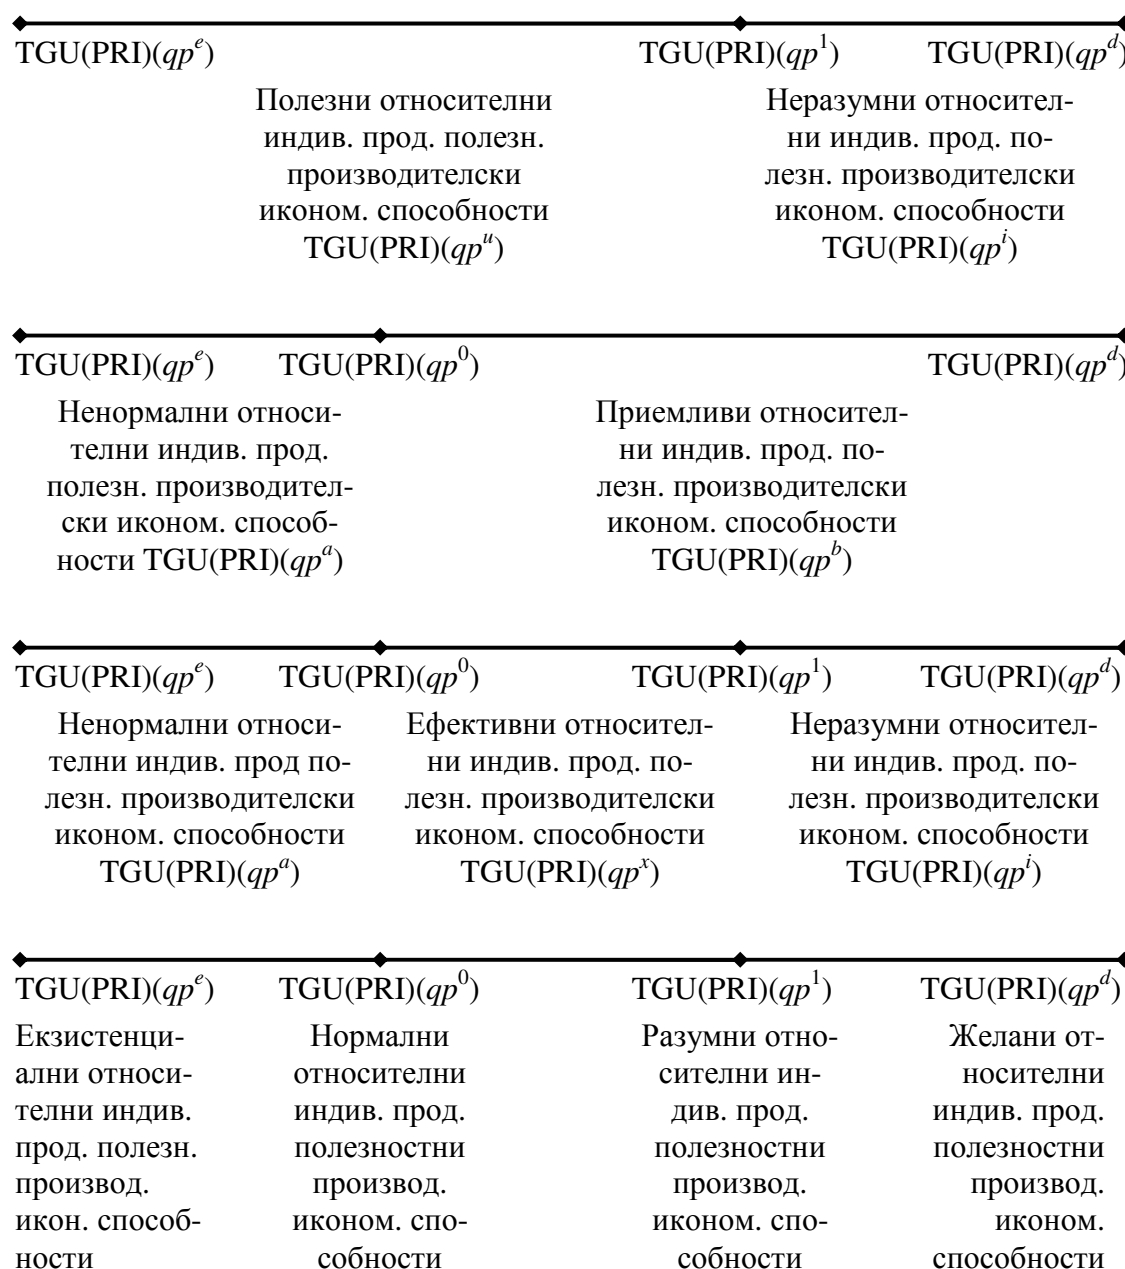 TGU(PRI)(qp^e) TGU(PRI)(qp^1) TGU(PRI)(qp^d)
Полезни относителни
индив. прод. полезн.
производителски
иконом. способности
TGU(PRI)(qp^u)
Неразумни относител-
ни индив. прод. по-
лезн. производителски
иконом. способности
TGU(PRI)(qp^i)
TGU(PRI)(qp^e) TGU(PRI)(qp^0) TGU(PRI)(qp^d)
Ненормални относи-
телни индив. прод.
полезн. производител-
ски иконом. способ-
ности TGU(PRI)(qp^a)
Приемливи относител-
ни индив. прод. по-
лезн. производителски
иконом. способности
TGU(PRI)(qp^b)
TGU(PRI)(qp^e) TGU(PRI)(qp^0) TGU(PRI)(qp^1) TGU(PRI)(qp^d)
Ненормални относи-
телни индив. прод по-
лезн. производителски
иконом. способности
TGU(PRI)(qp^a)
Ефективни относител-
ни индив. прод. по-
лезн. производителски
иконом. способности
TGU(PRI)(qp^x)
Неразумни относител-
ни индив. прод. по-
лезн. производителски
иконом. способности
TGU(PRI)(qp^i)
TGU(PRI)(qp^e) TGU(PRI)(qp^0) TGU(PRI)(qp^1) TGU(PRI)(qp^d)
Екзистенци-
ални относи-
телни индив.
прод. полезн.
производ.
икон. способ-
ности
Нормални
относителни
индив. прод.
полезностни
производ.
иконом. спо-
собности
Разумни отно-
сителни ин-
див. прод.
полезностни
производ.
иконом. спо-
собности
Желани от-
носителни
индив. прод.
полезностни
производ.
иконом.
способности